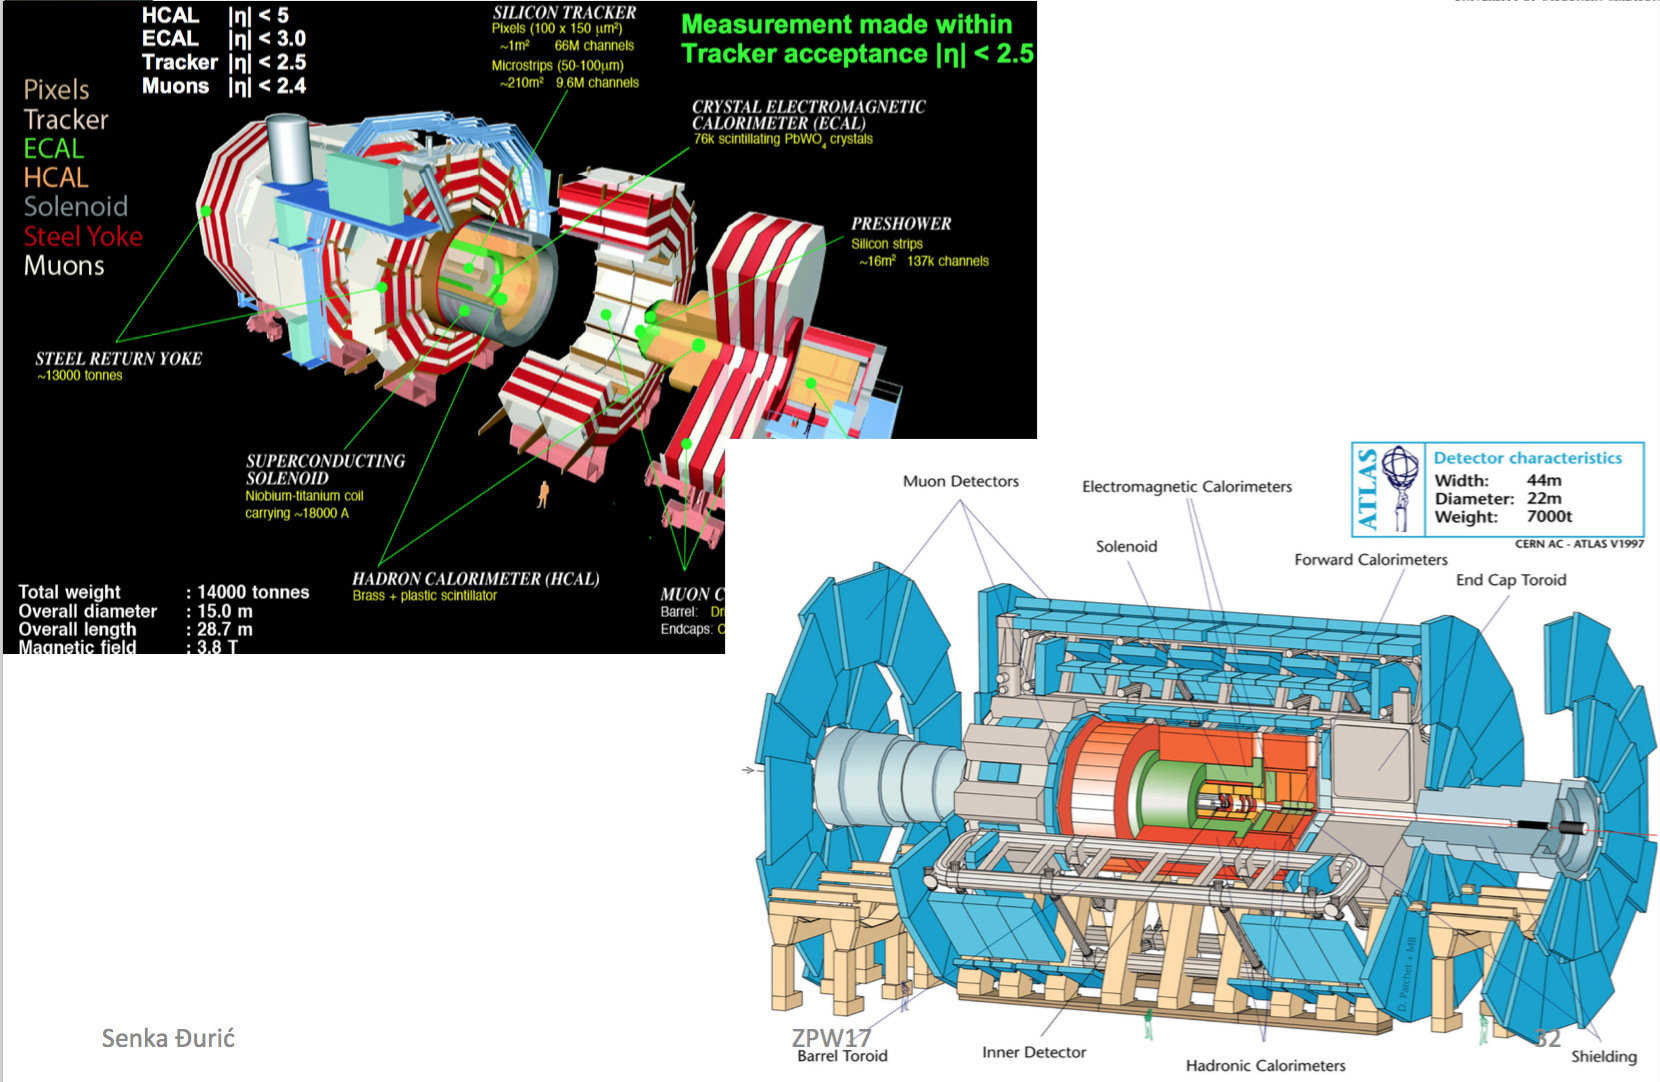 HCAL |η| < 5
ECAL |η| < 3.0
Tracker |η| < 2.5
Muons |η| < 2.4
Pixels
Tracker
ECAL
HCAL
Solenoid
Steel Yoke
Muons
SILICON TRACKER
Pixels (100 x 150 μm²)
~1m² 66M channels
Microstrips (50-100μm)
~210m² 9.6M channels
Measurement made within
Tracker acceptance |η| < 2.5
CRYSTAL ELECTROMAGNETIC
CALORIMETER (ECAL)
76k scintillating PbWO₄ crystals
PRESHOWER
Silicon strips
~16m² 137k channels
STEEL RETURN YOKE
~13000 tonnes
SUPERCONDUCTING
SOLENOID
Niobium-titanium coil
carrying ~18000 A
HADRON CALORIMETER (HCAL)
Brass + plastic scintillator
MUON C
Barrel: Dr
Endcaps: C
Total weight : 14000 tonnes
Overall diameter : 15.0 m
Overall length : 28.7 m
Magnetic field : 3.8 T
ATLAS
Detector characteristics
Width: 44m
Diameter: 22m
Weight: 7000t
CERN AC - ATLAS V1997
Muon Detectors
Electromagnetic Calorimeters
Solenoid
Forward Calorimeters
End Cap Toroid
D. Parchet + MB
Barrel Toroid
Inner Detector
Hadronic Calorimeters
Shielding
Senka Đurić
ZPW17
32